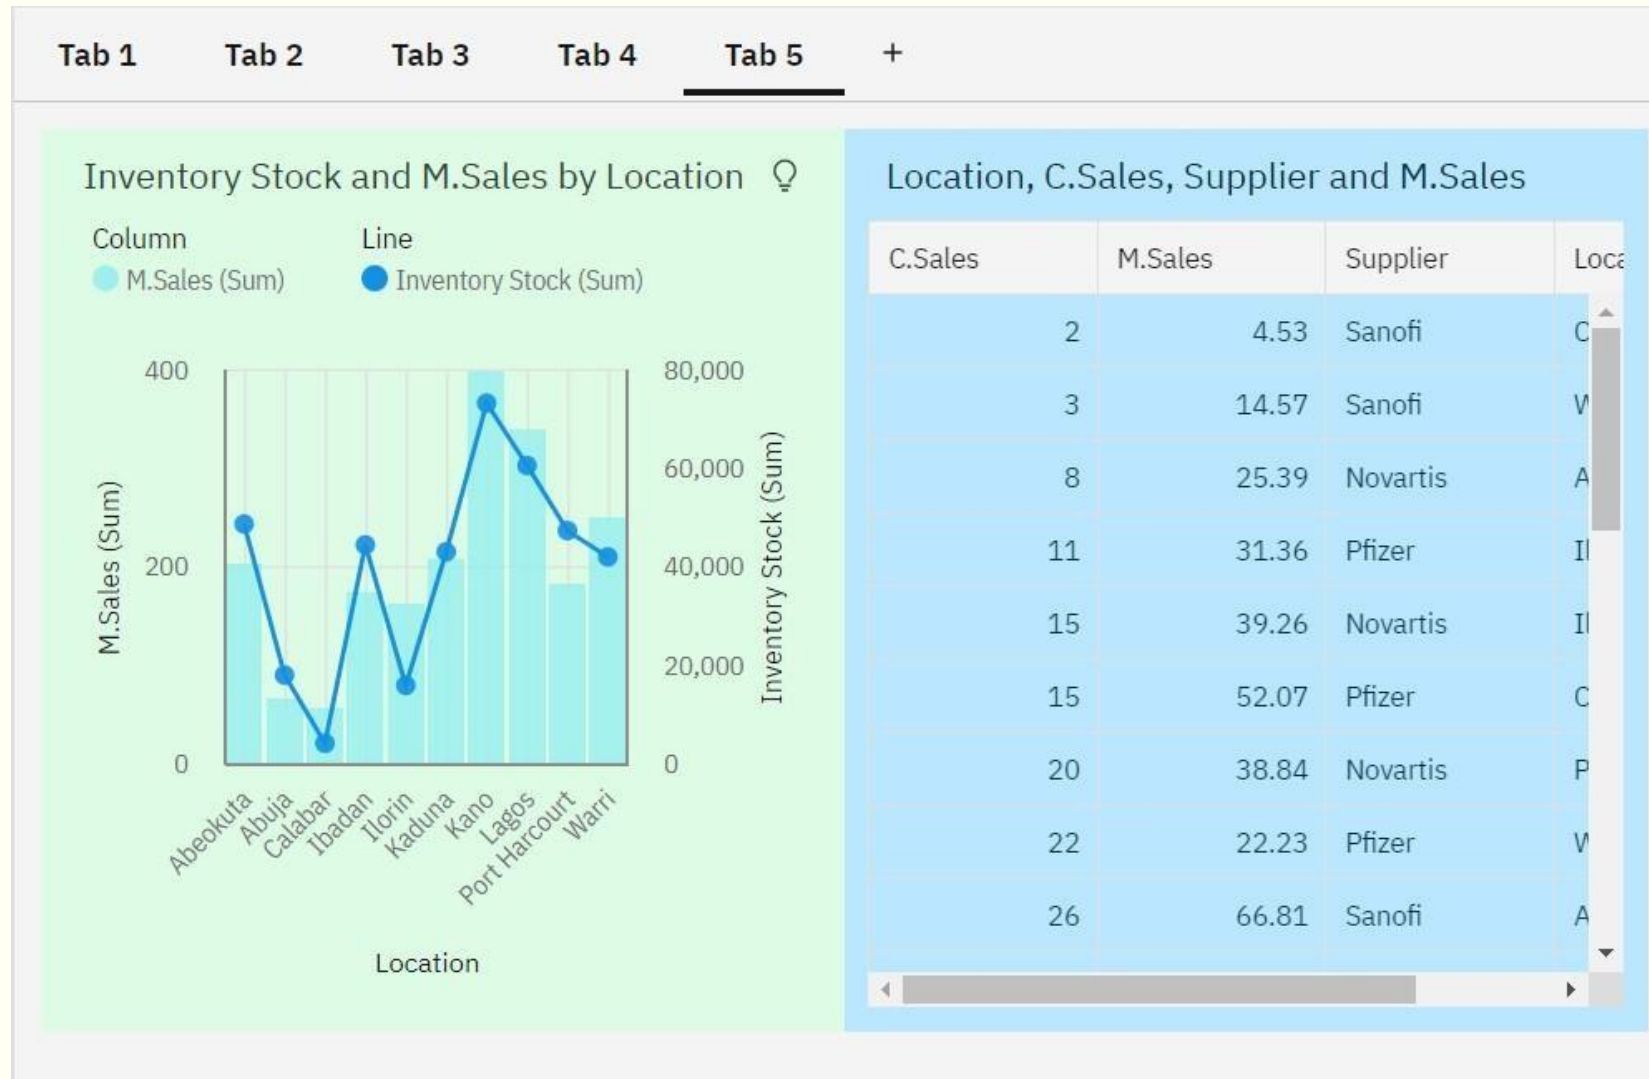 Tab 1 Tab 2 Tab 3 Tab 4 Tab 5 +
Inventory Stock and M.Sales by Location
Column Line
M.Sales (Sum) Inventory Stock (Sum)
400 80,000
60,000
200 40,000
20,000
0 0
M.Sales (Sum)
Inventory Stock (Sum)
Abeokuta
Abuja
Calabar
Ibadan
Ilorin
Kaduna
Kano
Lagos
Port Harcourt
Warri
Location
Location, C.Sales, Supplier and M.Sales
C.Sales M.Sales Supplier Loca
2 4.53 Sanofi
3 14.57 Sanofi
8 25.39 Novartis A
11 31.36 Pfizer Il
15 39.26 Novartis Il
15 52.07 Pfizer
20 38.84 Novartis P
22 22.23 Pfizer
26 66.81 Sanofi A